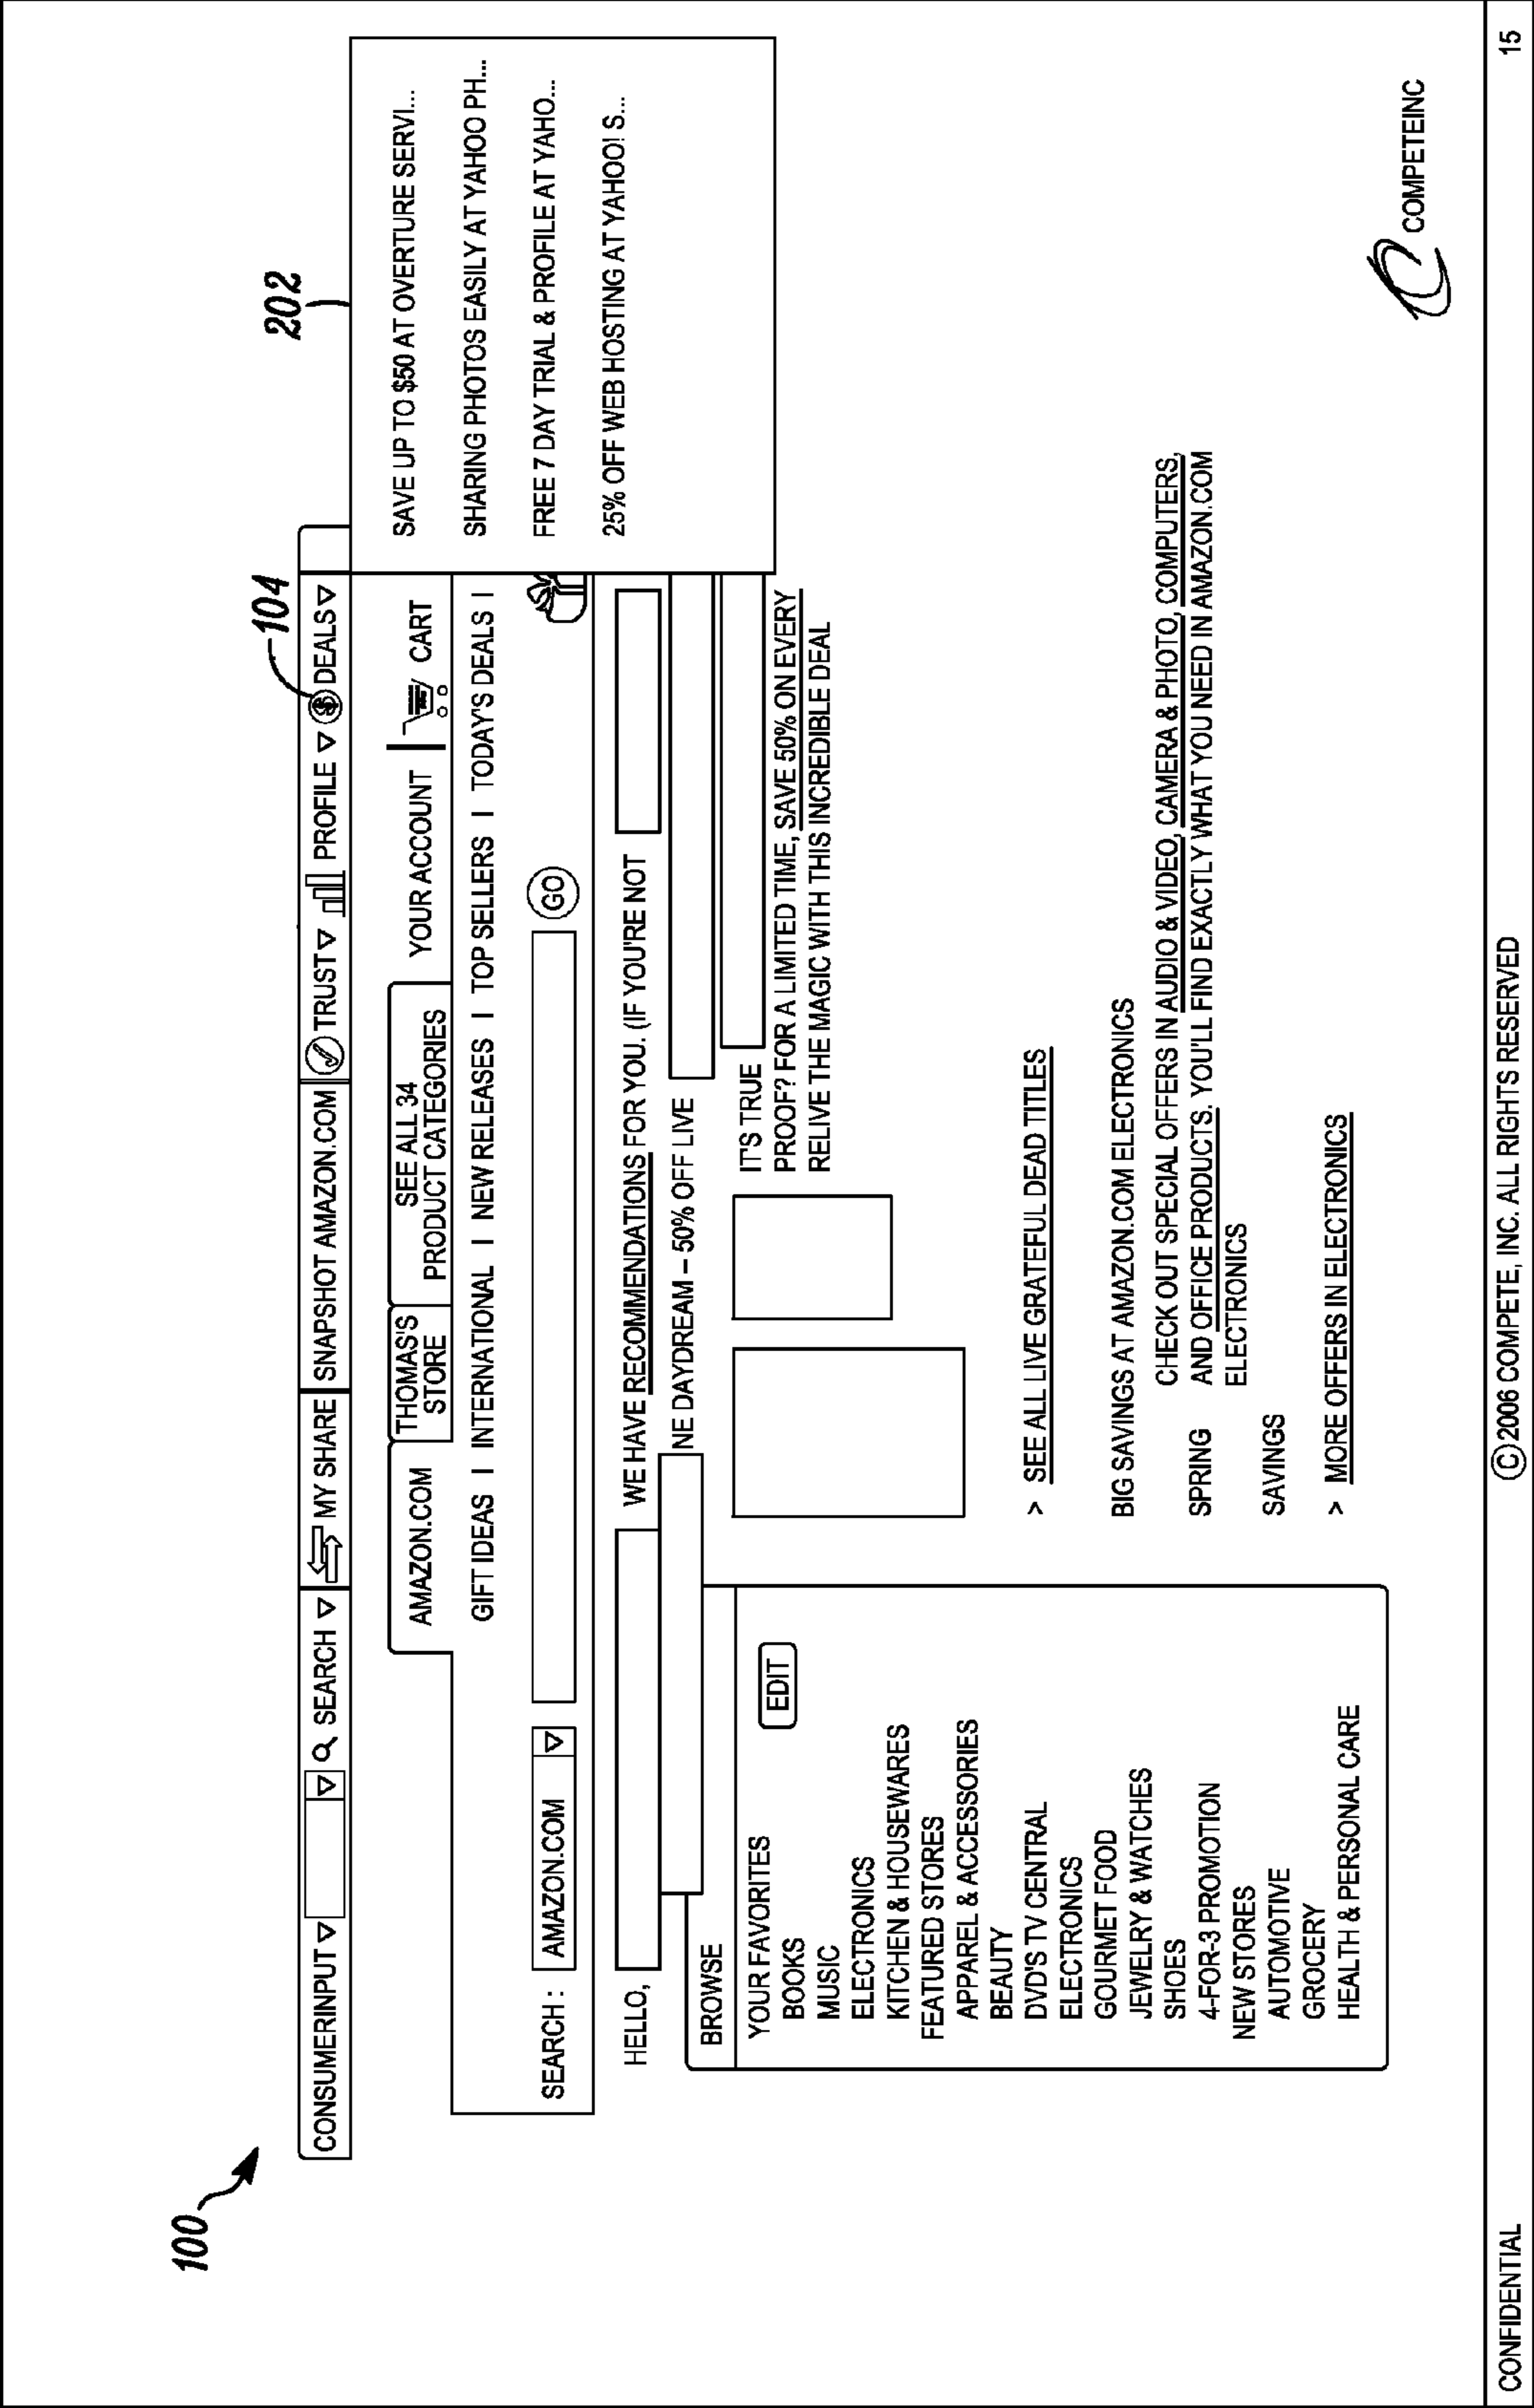 100
104
202
CONSUMERINPUT SEARCH MY SHARE SNAPSHOT AMAZON.COM TRUST PROFILE $ DEALS
SAVE UP TO $50 AT OVERTURE SERVI...
SHARING PHOTOS EASILY AT YAHOO PH...
FREE 7 DAY TRIAL & PROFILE AT YAHO...
25% OFF WEB HOSTING AT YAHOO! S...
AMAZON.COM
THOMAS'S
STORE
SEE ALL 34
PRODUCT CATEGORIES
YOUR ACCOUNT
CART
GIFT IDEAS I INTERNATIONAL I NEW RELEASES I TOP SELLERS I TODAY'S DEALS I
SEARCH : AMAZON.COM GO
HELLO, WE HAVE RECOMMENDATIONS FOR YOU. (IF YOU'RE NOT
NE DAYDREAM – 50% OFF LIVE
BROWSE
YOUR FAVORITES EDIT
BOOKS
MUSIC
ELECTRONICS
KITCHEN & HOUSEWARES
FEATURED STORES
APPAREL & ACCESSORIES
BEAUTY
DVD'S TV CENTRAL
ELECTRONICS
GOURMET FOOD
JEWELRY & WATCHES
SHOES
4-FOR-3 PROMOTION
NEW STORES
AUTOMOTIVE
GROCERY
HEALTH & PERSONAL CARE
IT'S TRUE
PROOF? FOR A LIMITED TIME, SAVE 50% ON EVERY
RELIVE THE MAGIC WITH THIS INCREDIBLE DEAL
> SEE ALL LIVE GRATEFUL DEAD TITLES
BIG SAVINGS AT AMAZON.COM ELECTRONICS
CHECK OUT SPECIAL OFFERS IN AUDIO & VIDEO, CAMERA & PHOTO, COMPUTERS,
SPRING AND OFFICE PRODUCTS. YOU'LL FIND EXACTLY WHAT YOU NEED IN AMAZON.COM
ELECTRONICS
SAVINGS
> MORE OFFERS IN ELECTRONICS
COMPETEINC
CONFIDENTIAL © 2006 COMPETE, INC. ALL RIGHTS RESERVED 15